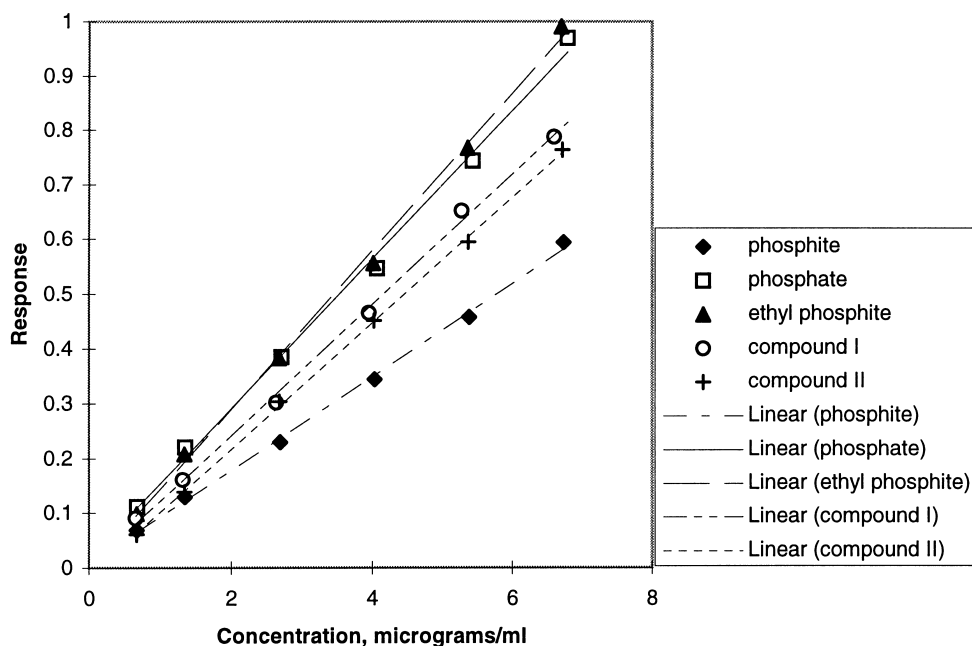 1
0.9
0.8
0.7
0.6
0.5
0.4
0.3
0.2
0.1
0
Response
0 2 4 6 8
Concentration, micrograms/ml
phosphite
phosphate
ethyl phosphite
compound I
compound II
Linear (phosphite)
Linear (phosphate)
Linear (ethyl phosphite)
Linear (compound I)
Linear (compound II)